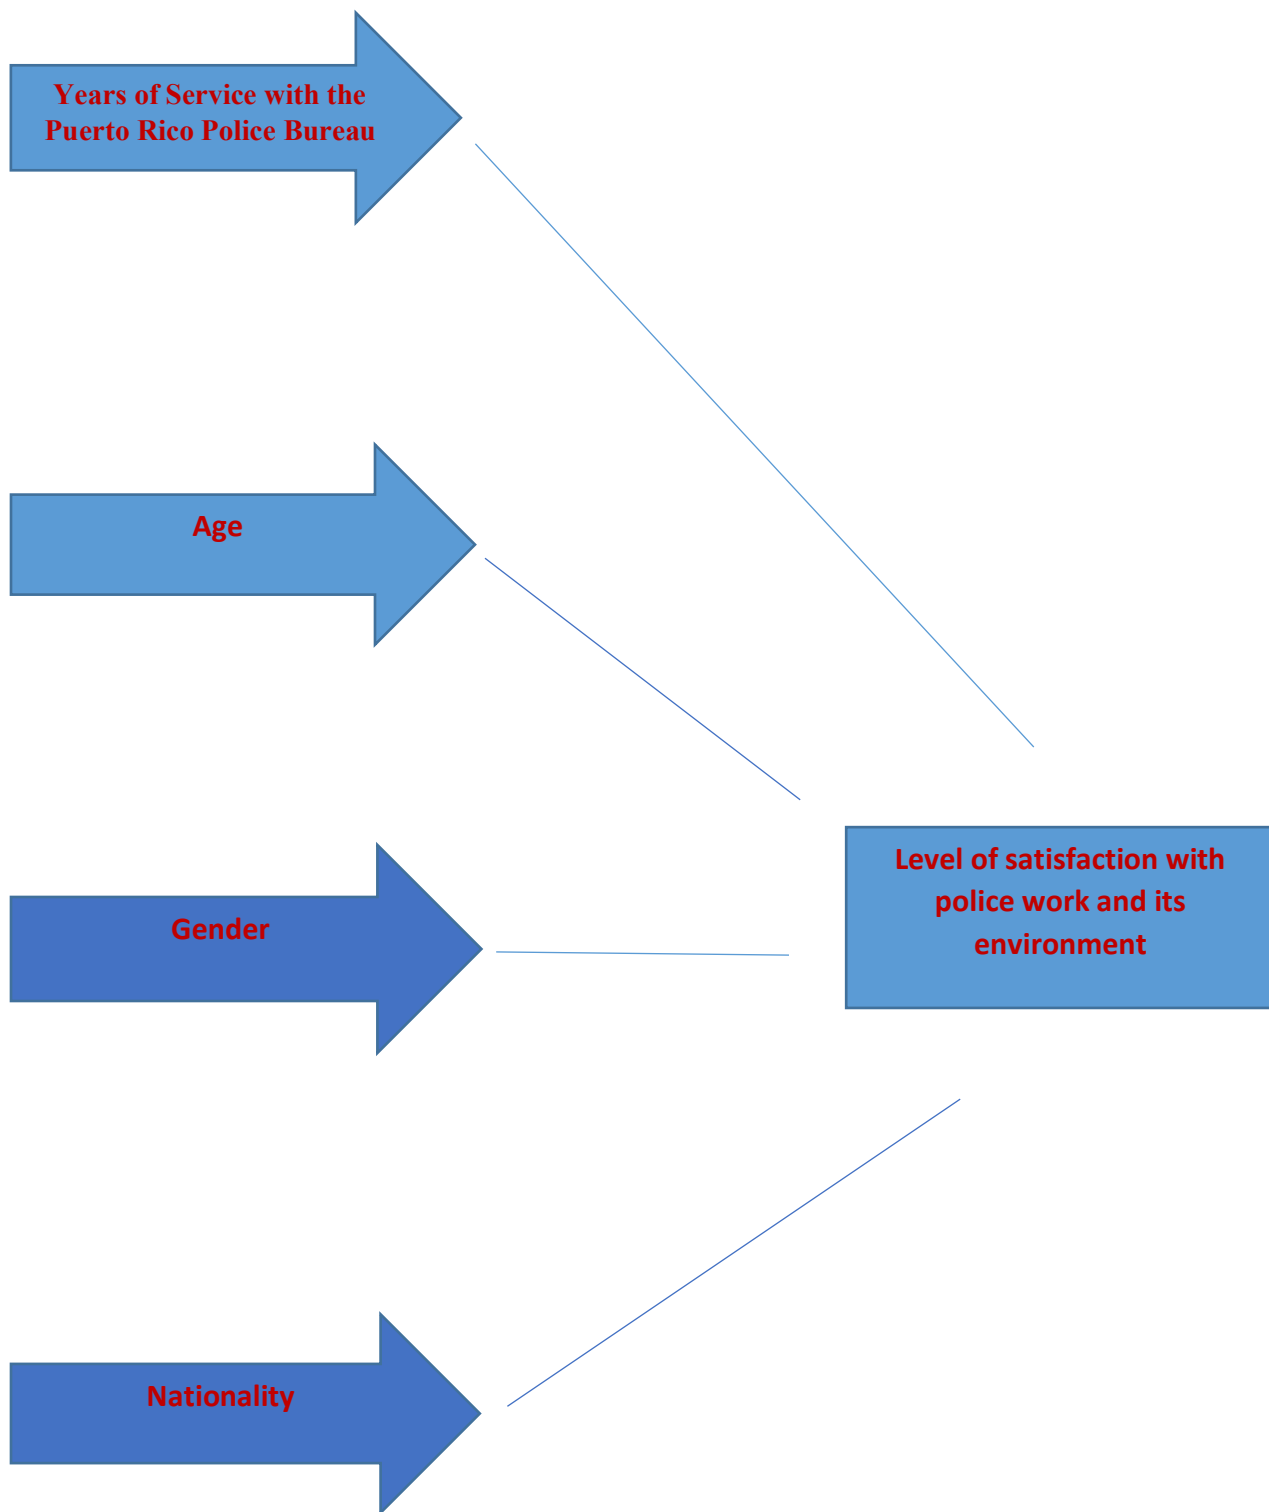 Years of Service with the
Puerto Rico Police Bureau
Age
Gender
Level of satisfaction with
police work and its
environment
Nationality